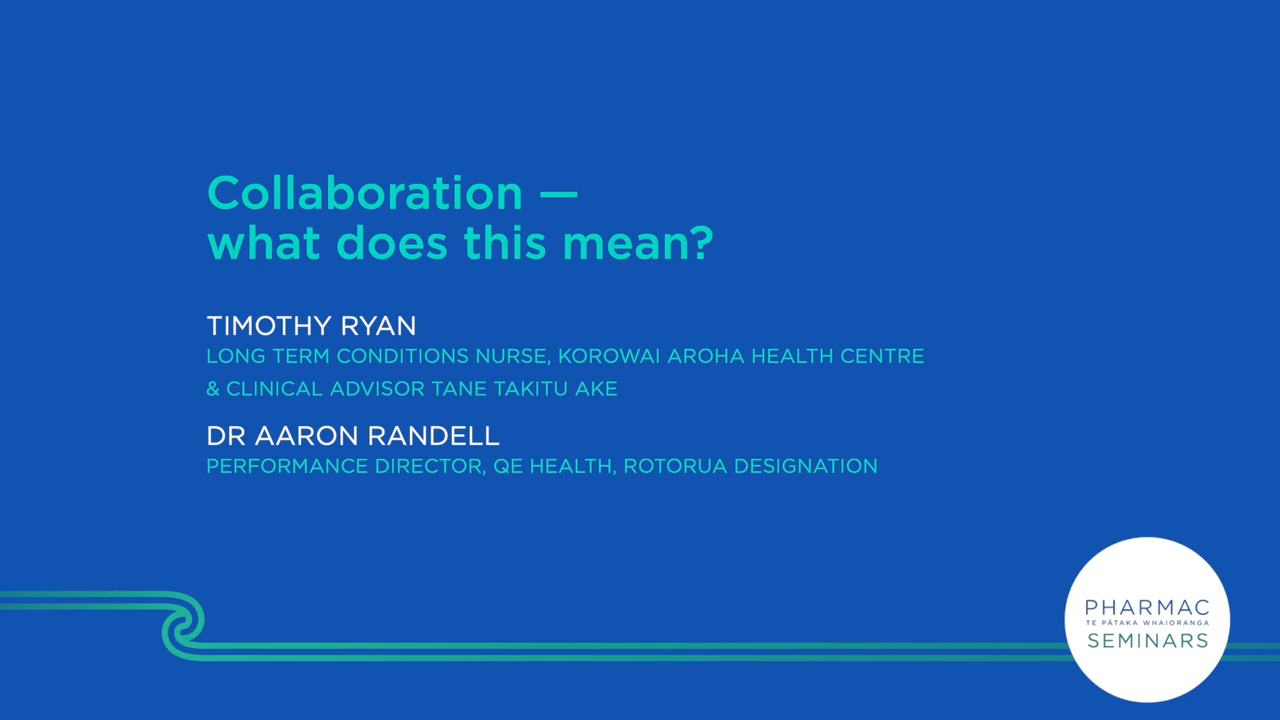 Collaboration —
what does this mean?
TIMOTHY RYAN
LONG TERM CONDITIONS NURSE, KOROWAI AROHA HEALTH CENTRE
& CLINICAL ADVISOR TANE TAKITU AKE
DR AARON RANDELL
PERFORMANCE DIRECTOR, QE HEALTH, ROTORUA DESIGNATION
PHARMAC
TE PĀTAKA WHAIORANGA
SEMINARS